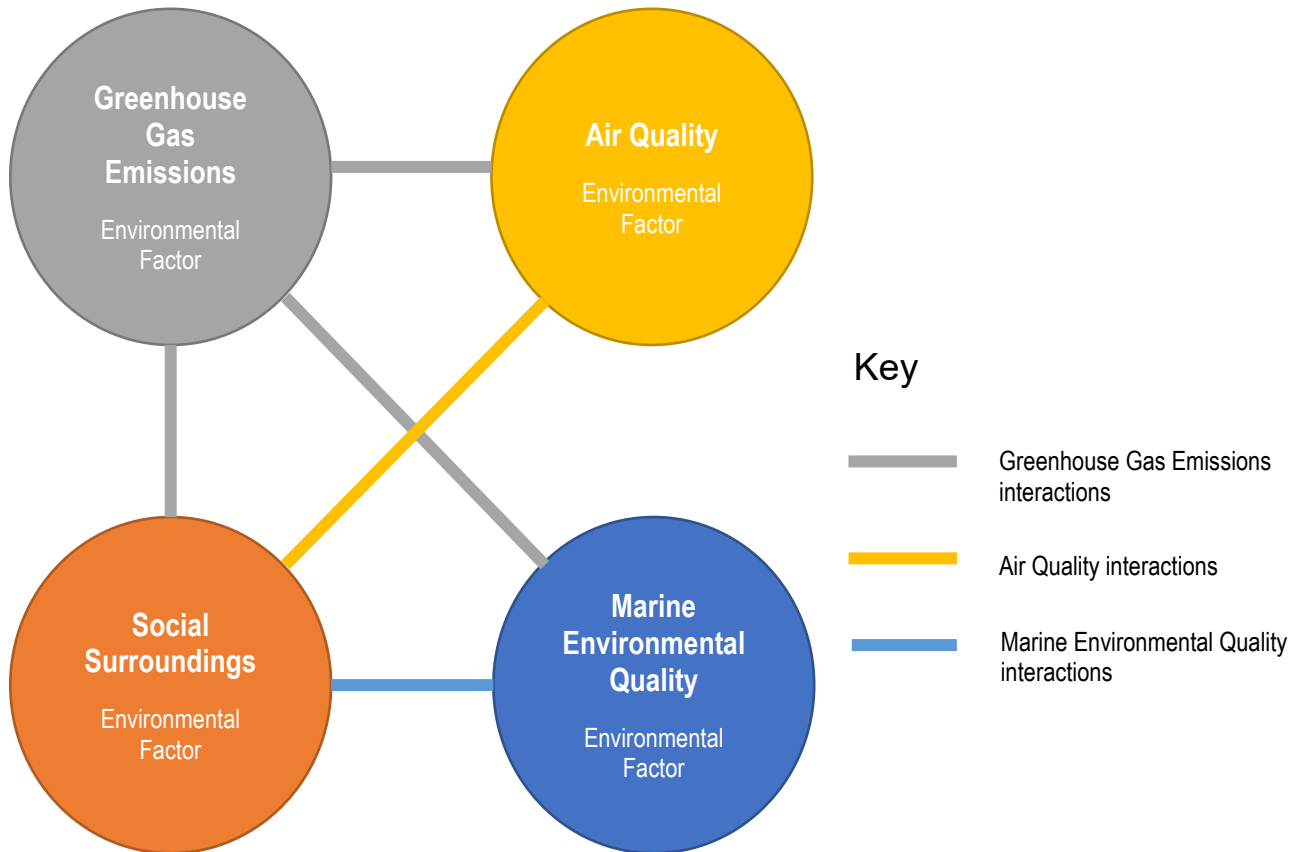 Greenhouse
Gas
Emissions
Environmental
Factor
Air Quality
Environmental
Factor
Key
Greenhouse Gas Emissions
interactions
Air Quality interactions
Marine Environmental Quality
interactions
Social
Surroundings
Environmental
Factor
Marine
Environmental
Quality
Environmental
Factor